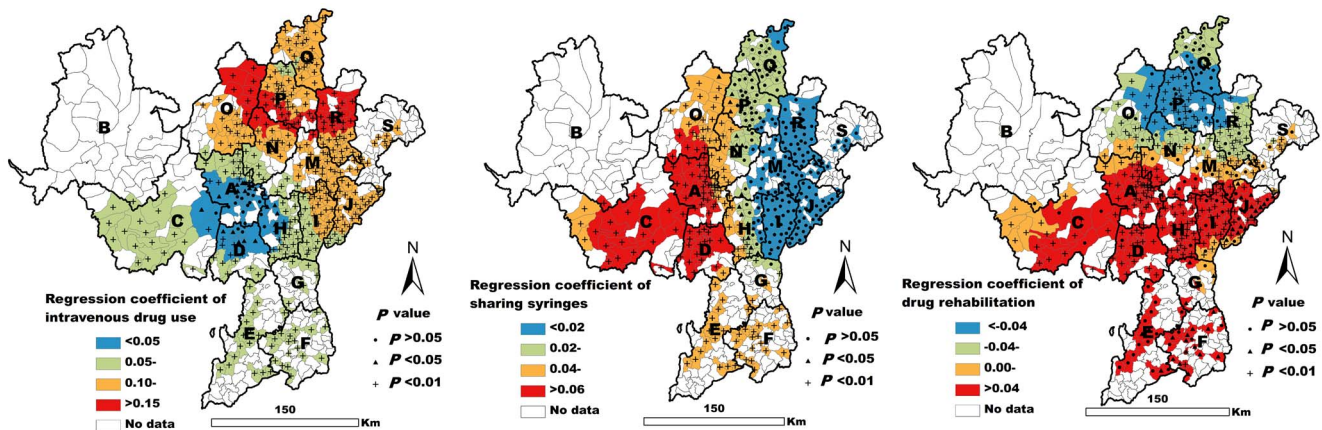 Q
P
O
R
S
B
N
M
A
J
C
I
H
D
N
G
E
F
Regression coefficient of
intravenous drug use
<0.05
0.05-
0.10-
>0.15
No data
P value
P >0.05
P <0.05
P <0.01
150
Km
Q
P
O
R
S
B
N
M
A
J
C
I
H
D
N
G
E
F
Regression coefficient of
sharing syringes
<0.02
0.02-
0.04-
>0.06
No data
P value
P >0.05
P <0.05
P <0.01
150
Km
Q
P
O
R
S
B
N
M
A
J
C
I
H
D
N
G
E
F
Regression coefficient of
drug rehabilitation
<-0.04
-0.04-
0.00-
>0.04
No data
P value
P >0.05
P <0.05
P <0.01
150
Km